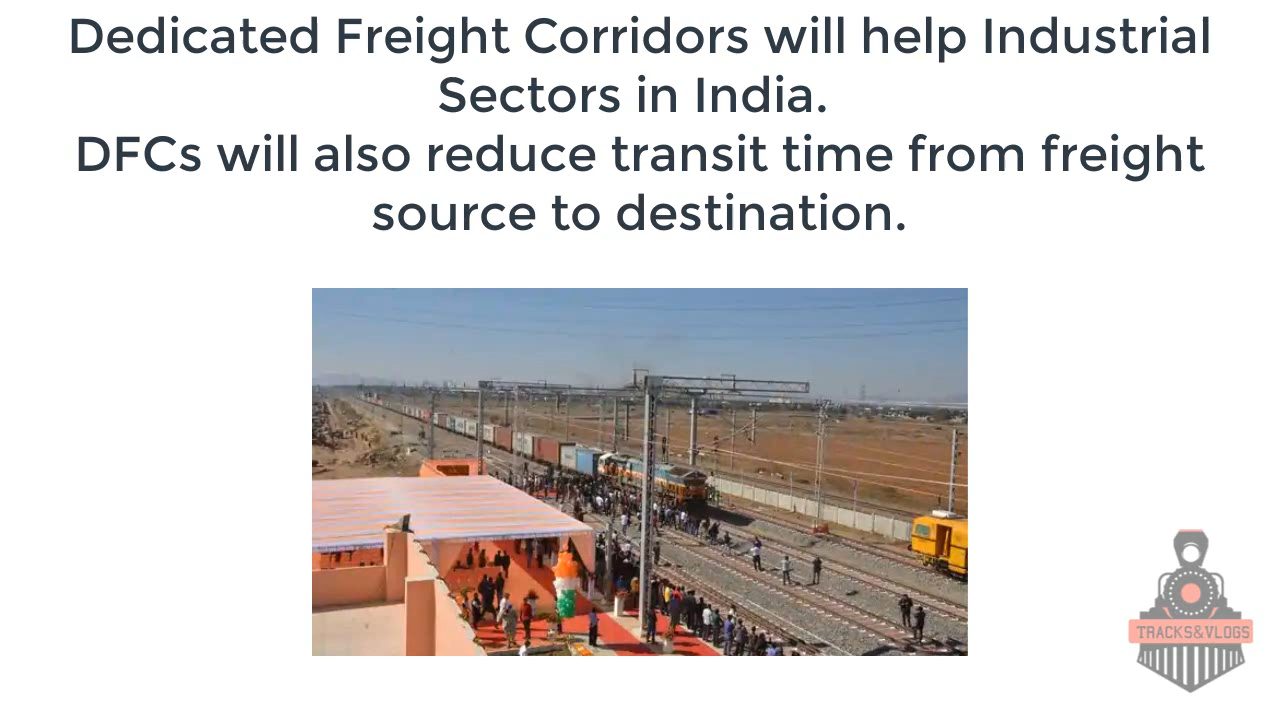 Dedicated Freight Corridors will help Industrial
Sectors in India.
DFCs will also reduce transit time from freight
source to destination.
TRACKS&VLOGS